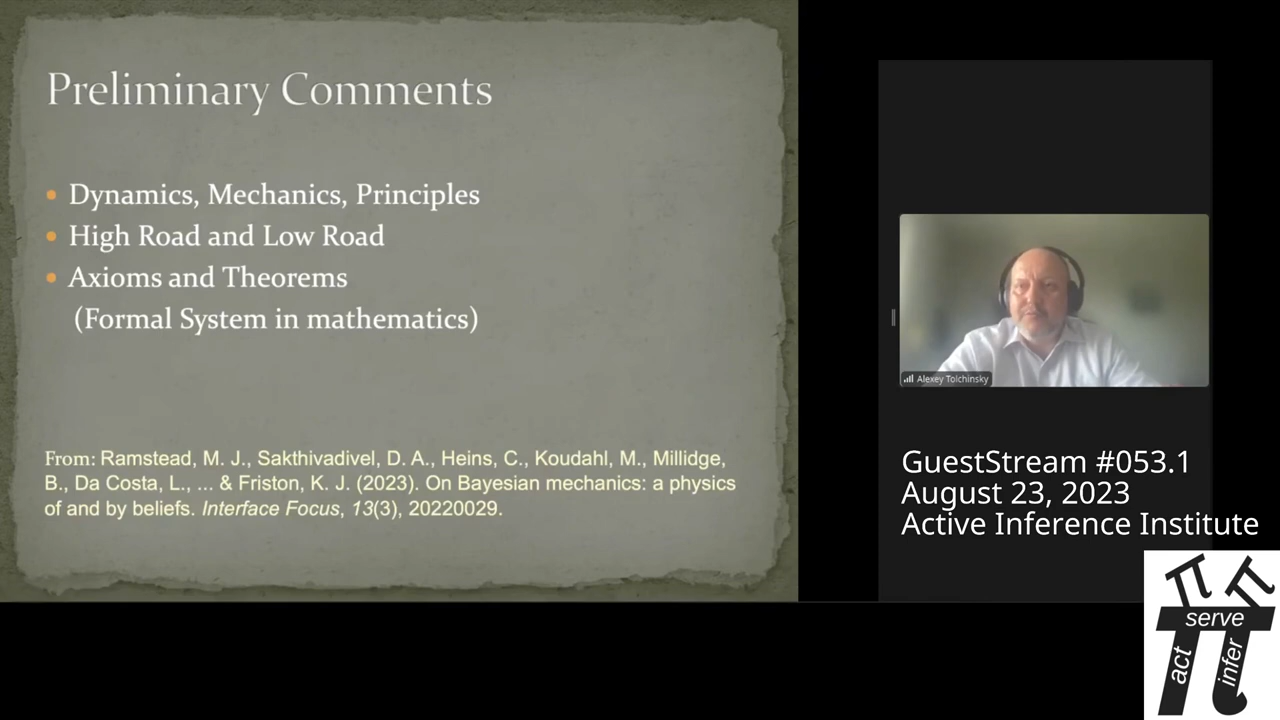 Preliminary Comments
• Dynamics, Mechanics, Principles
• High Road and Low Road
• Axioms and Theorems
(Formal System in mathematics)
From: Ramstead, M. J., Sakthivadivel, D. A., Heins, C., Koudahl, M., Millidge,
B., Da Costa, L., ... & Friston, K. J. (2023). On Bayesian mechanics: a physics
of and by beliefs. Interface Focus, 13(3), 20220029.
Alexey Tolchinsky
GuestStream #053.1
August 23, 2023
Active Inference Institute
π π
serve
act
infer